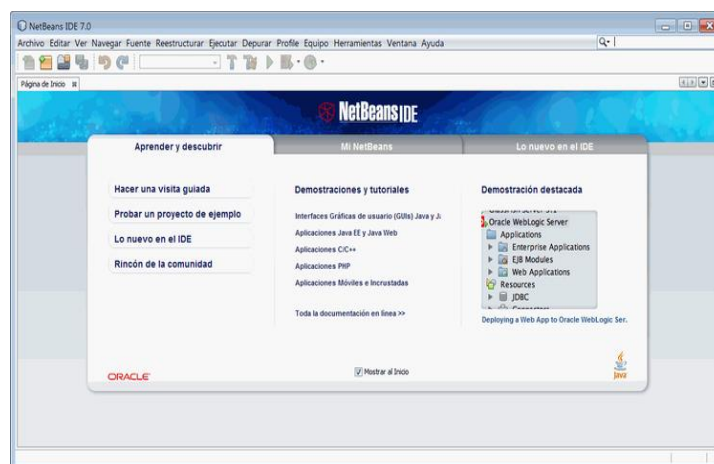 NetBeans IDE 7.0
Archivo Editar Ver Navegar Fuente Reestructurar Ejecutar Depurar Profile Equipo Herramientas Ventana Ayuda
Página de Inicio
NetBeans IDE
Aprender y descubrir
Mi NetBeans
Lo nuevo en el IDE
Hacer una visita guiada
Probar un proyecto de ejemplo
Lo nuevo en el IDE
Rincón de la comunidad
Demostraciones y tutoriales
Interfaces Gráficas de usuario (GUIs) Java y J
Aplicaciones Java EE y Java Web
Aplicaciones C/C++
Aplicaciones PHP
Aplicaciones Móviles e Incrustadas
Toda la documentación en línea >>
Demostración destacada
Oracle WebLogic Server
Applications
Enterprise Applications
EJB Modules
Web Applications
Resources
JDBC
Deploying a Web App to Oracle WebLogic Ser.
ORACLE
Mostrar al Inicio
Java